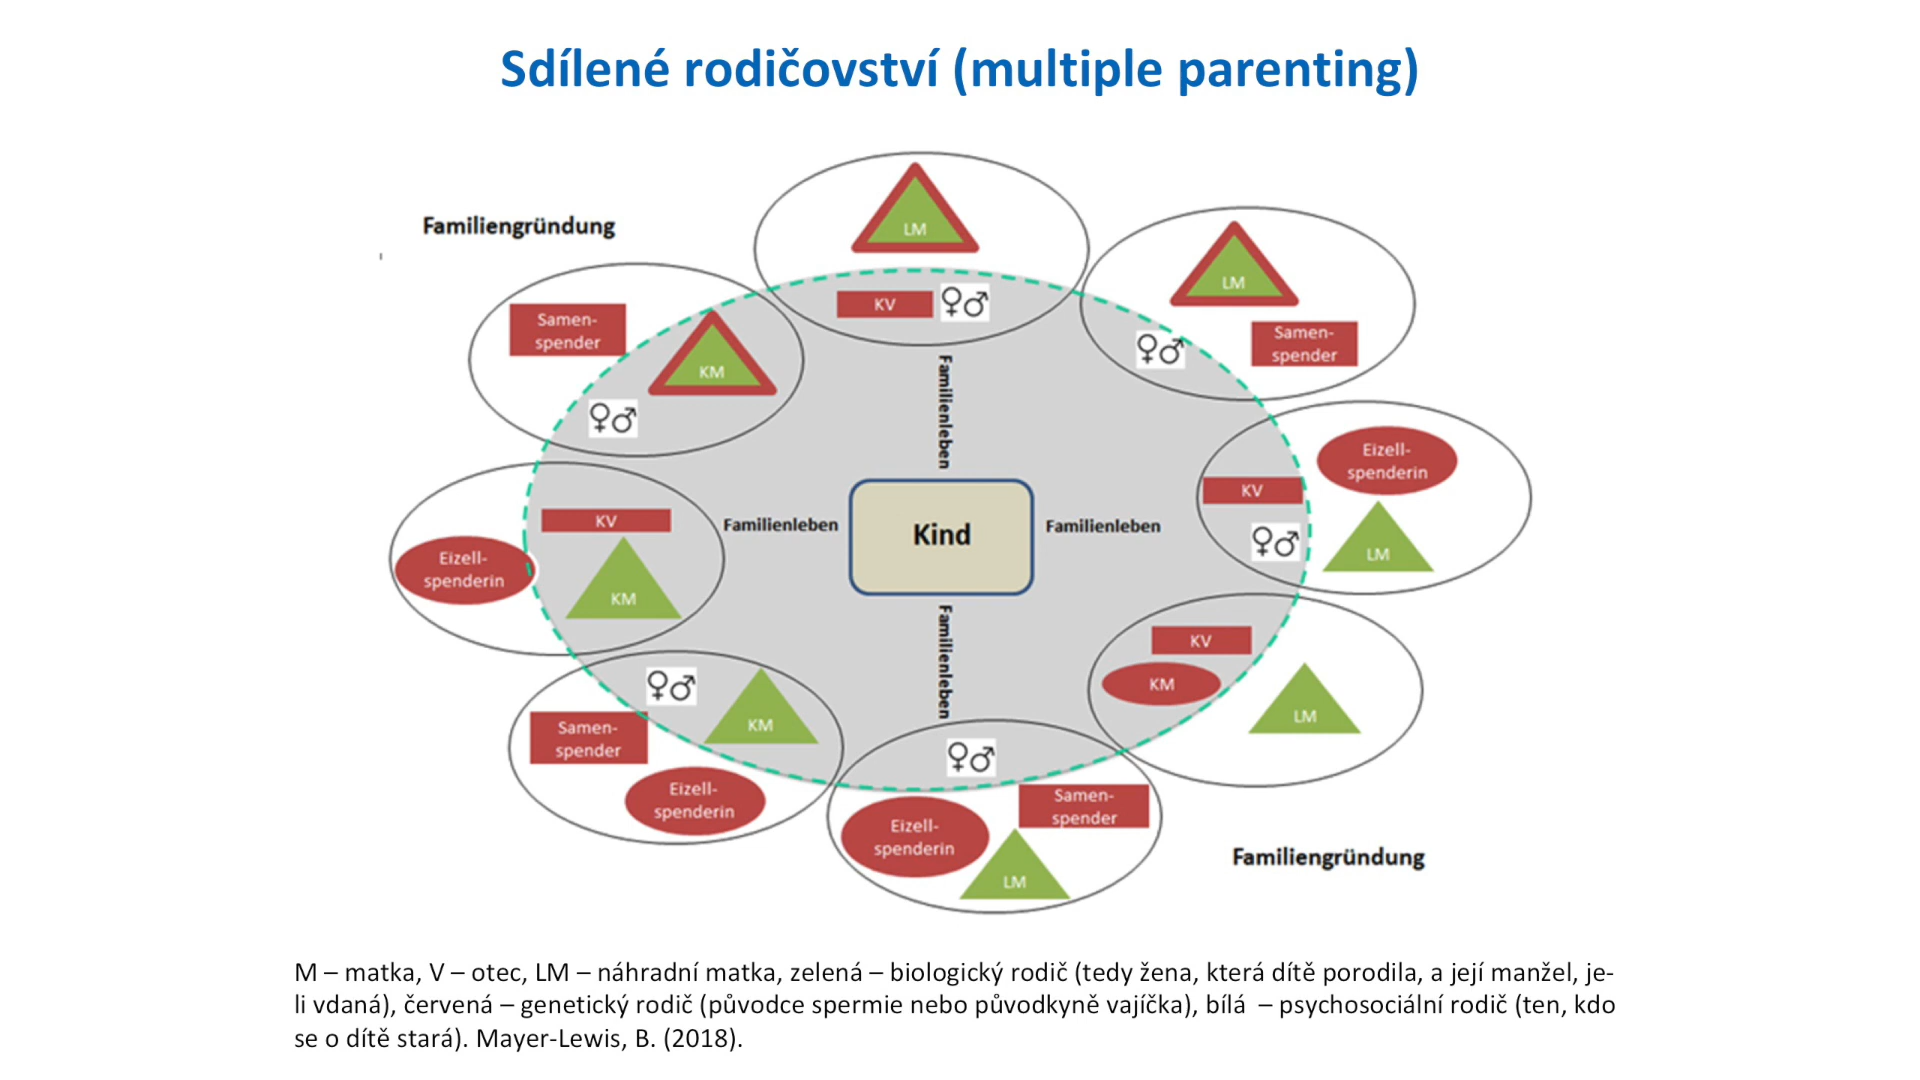 Sdílené rodičovství (multiple parenting)
Familiengründung
LM
KV
LM
Samen-
spender
Samen-
spender
KM
Eizell-
spenderin
KV
LM
Familienleben
KV
KM
Eizell-
spenderin
Familienleben
Kind
Familienleben
Familienleben
KV
KM
LM
KM
Samen-
spender
Eizell-
spenderin
Eizell-
spenderin
Samen-
spender
LM
Familiengründung
M – matka, V – otec, LM – náhradní matka, zelená – biologický rodič (tedy žena, která dítě porodila, a její manžel, je-
li vdaná), červená – genetický rodič (původce spermie nebo původkyně vajíčka), bílá – psychosociální rodič (ten, kdo
se o dítě stará). Mayer-Lewis, B. (2018).